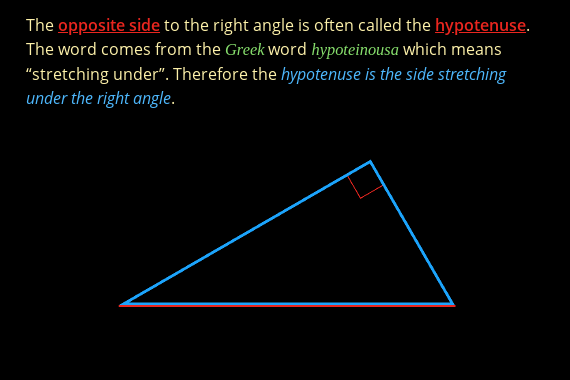 The opposite side to the right angle is often called the hypotenuse.
The word comes from the Greek word hypoteinousa which means
“stretching under”. Therefore the hypotenuse is the side stretching
under the right angle.